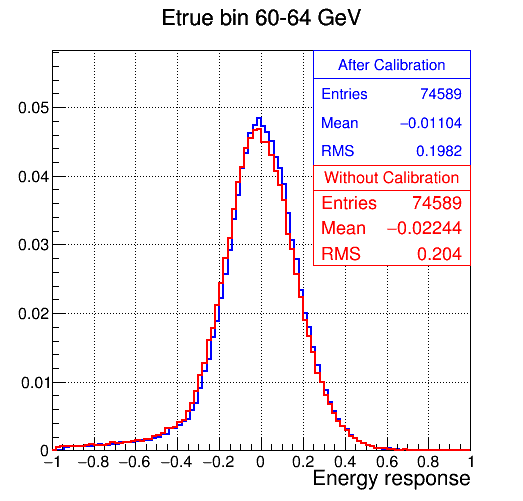 Etrue bin 60-64 GeV
After Calibration
Entries 74589
Mean −0.01104
RMS 0.1982
Without Calibration
Entries 74589
Mean −0.02244
RMS 0.204
0.05
0.04
0.03
0.02
0.01
0
−1 −0.8 −0.6 −0.4 −0.2 0 0.2 0.4 0.6 0.8 1
Energy response